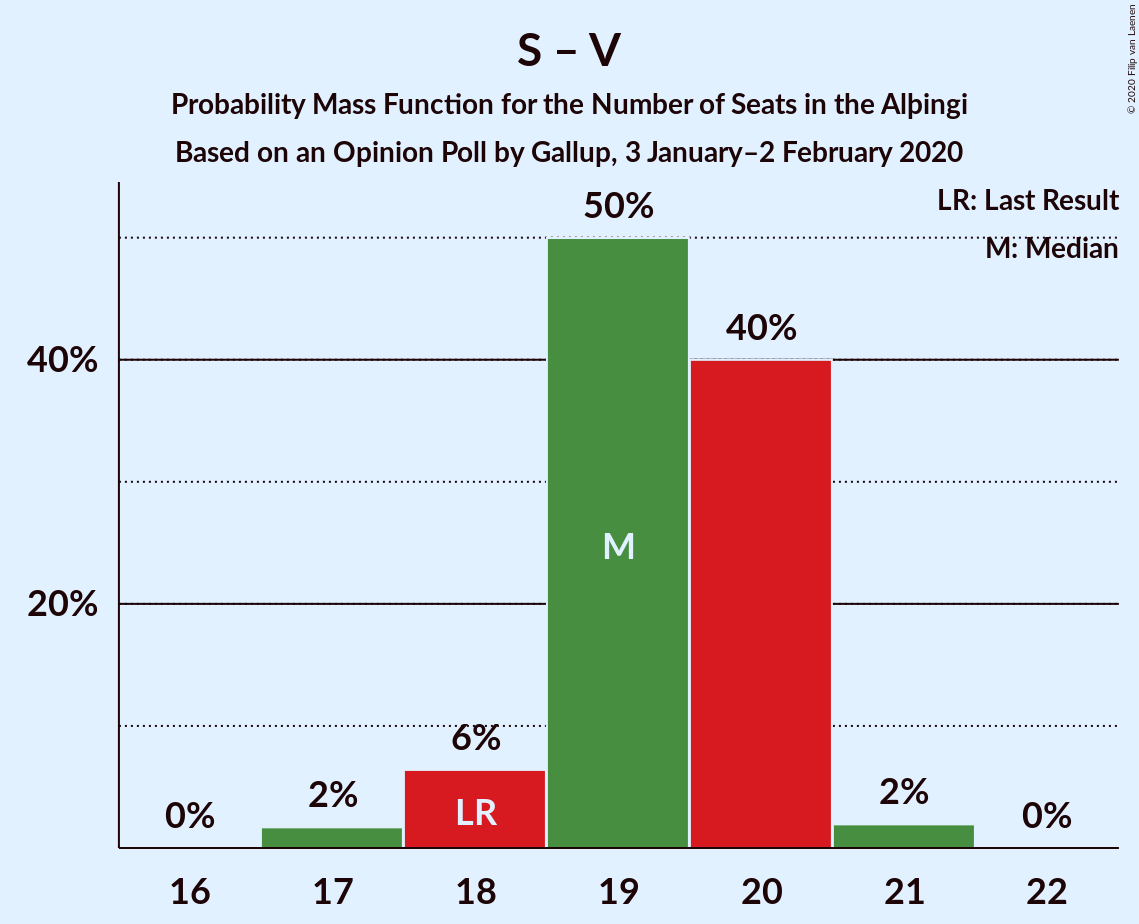 S – V
Probability Mass Function for the Number of Seats in the Alþingi
Based on an Opinion Poll by Gallup, 3 January–2 February 2020
© 2020 Filip van Laenen
LR: Last Result
M: Median
50%
40%
40%
20%
M
6%
LR
2%
2%
0%
0%
16 17 18 19 20 21 22